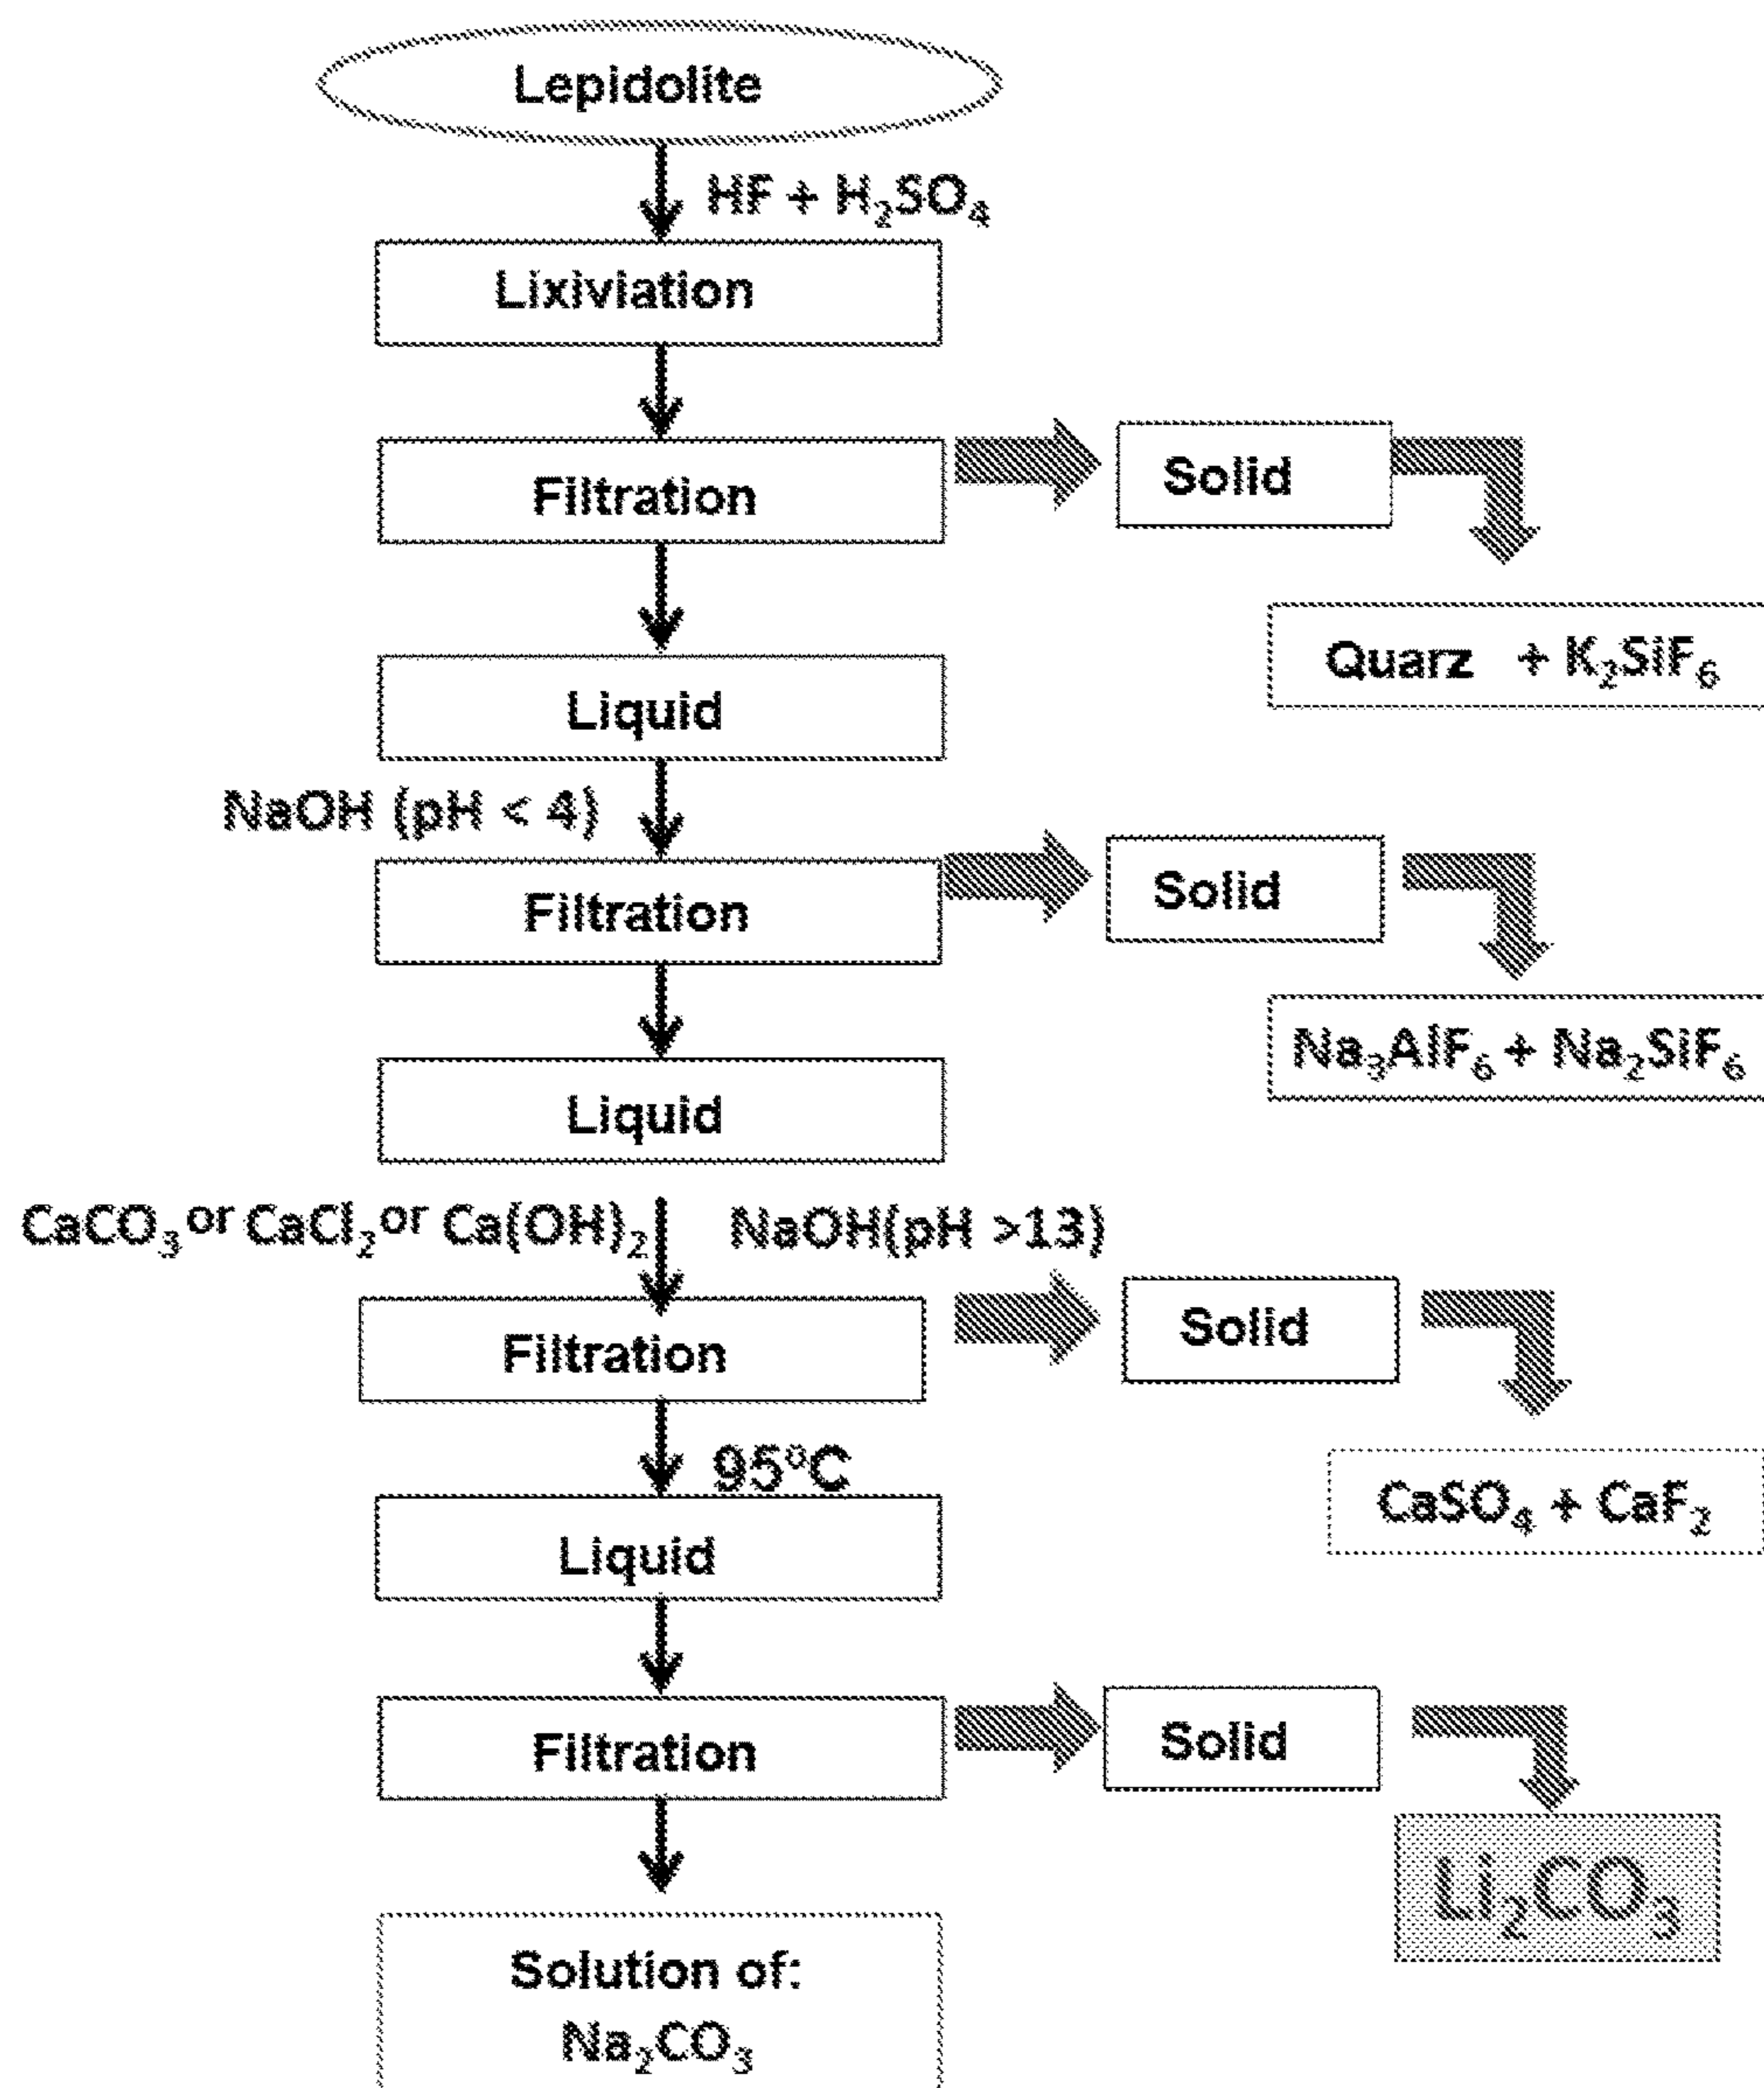 Lepidolite
HF + H₂SO₄
Lixiviation
Filtration
Solid
Quarz + K₂SiF₆
Liquid
NaOH (pH < 4)
Filtration
Solid
Na₃AlF₆ + Na₂SiF₆
Liquid
CaCO₃ or CaCl₂ or Ca(OH)₂
NaOH(pH >13)
Filtration
Solid
CaSO₄ + CaF₂
95ºC
Liquid
Filtration
Solid
Li₂CO₃
Solution of:
Na₂CO₃